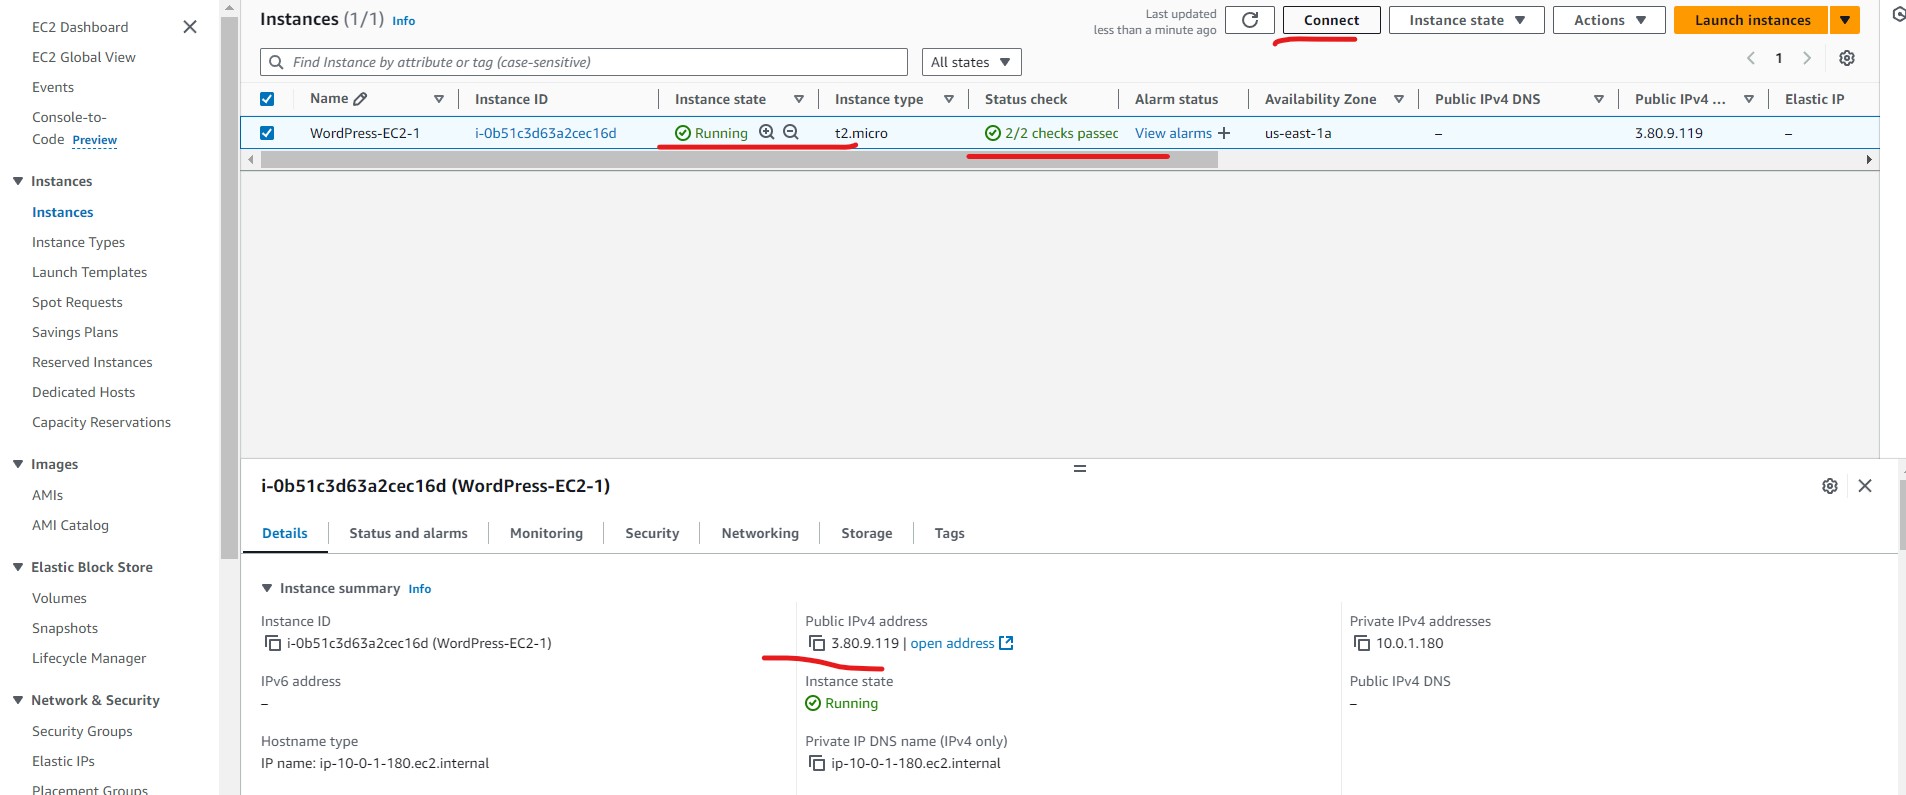 EC2 Dashboard
EC2 Global View
Events
Console-to-
Code Preview
Instances
Instances
Instance Types
Launch Templates
Spot Requests
Savings Plans
Reserved Instances
Dedicated Hosts
Capacity Reservations
Images
AMIs
AMI Catalog
Elastic Block Store
Volumes
Snapshots
Lifecycle Manager
Network & Security
Security Groups
Elastic IPs
Placement Groups
Instances (1/1) Info
Last updated
less than a minute ago
Connect
Instance state
Actions
Launch instances
Find Instance by attribute or tag (case-sensitive)
All states
1
Name Instance ID Instance state Instance type Status check Alarm status Availability Zone Public IPv4 DNS Public IPv4 ... Elastic IP
WordPress-EC2-1 i-0b51c3d63a2cec16d Running t2.micro 2/2 checks passec View alarms + us-east-1a – 3.80.9.119 –
i-0b51c3d63a2cec16d (WordPress-EC2-1)
Details Status and alarms Monitoring Security Networking Storage Tags
Instance summary Info
Instance ID
i-0b51c3d63a2cec16d (WordPress-EC2-1)
Public IPv4 address
3.80.9.119 | open address
Private IPv4 addresses
10.0.1.180
IPv6 address
–
Instance state
Running
Public IPv4 DNS
–
Hostname type
IP name: ip-10-0-1-180.ec2.internal
Private IP DNS name (IPv4 only)
ip-10-0-1-180.ec2.internal